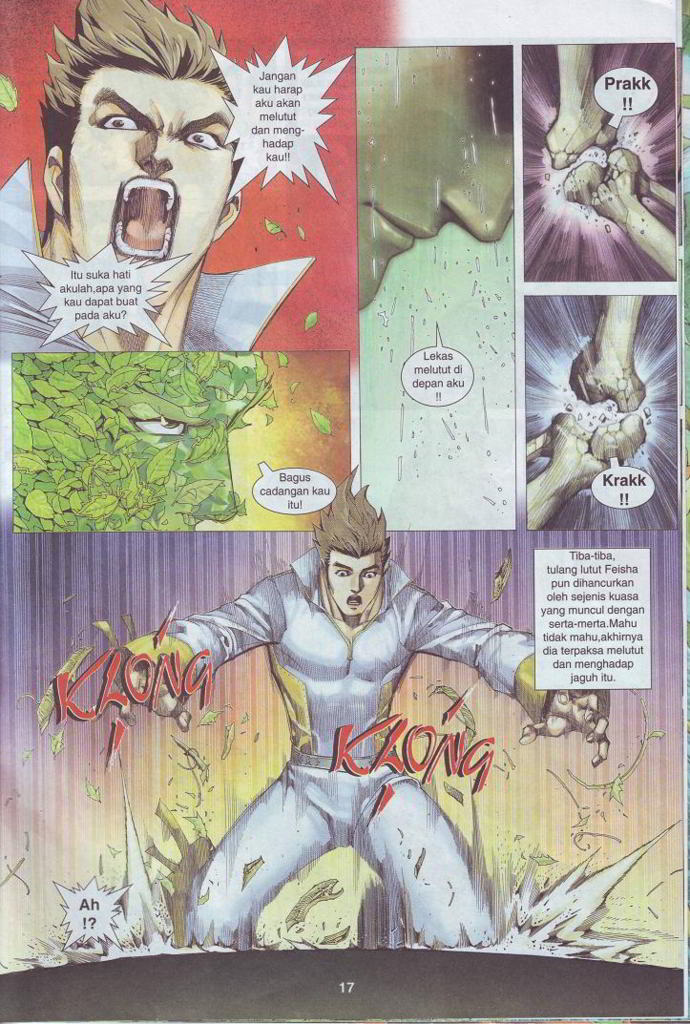 Jangan
kau harap
aku akan
melutut
dan meng-
hadap
kau!!
Itu suka hati
akulah,apa yang
kau dapat buat
pada aku?
Bagus
cadangan kau
itu!
Lekas
melutut di
depan aku
!!
Prakk
!!
Krakk
!!
Tiba-tiba,
tulang lutut Feisha
pun dihancurkan
oleh sejenis kuasa
yang muncul dengan
serta-merta.Mahu
tidak mahu,akhirnya
dia terpaksa melutut
dan menghadap
jaguh itu.
KLONG
KLONG
Ah
!?
17